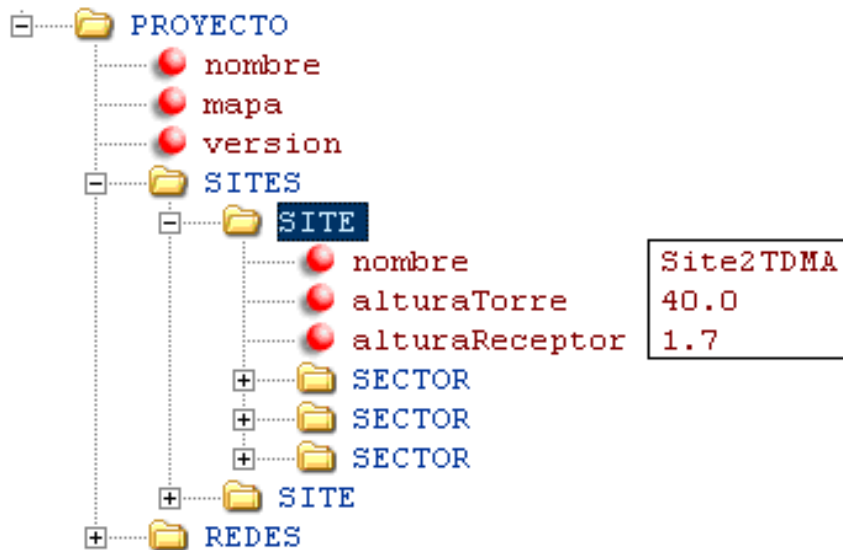 PROYECTO
nombre
mapa
version
SITES
SITE
nombre Site2TDMA
alturaTorre 40.0
alturaReceptor 1.7
SECTOR
SECTOR
SECTOR
SITE
REDES